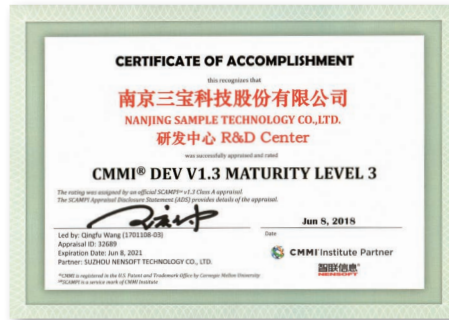 CERTIFICATE OF ACCOMPLISHMENT
this recognizes that
南京三宝科技股份有限公司
NANJING SAMPLE TECHNOLOGY CO.,LTD.
研发中心 R&D Center
was successfully appraised and rated
CMMI® DEV V1.3 MATURITY LEVEL 3
The rating was assigned by an official SCAMPI℠ v1.3 Class A appraisal.
The SCAMPI Appraisal Disclosure Statement (ADS) provides details of the appraisal.
Jun 8, 2018
Led by: Qingfu Wang (1701108-03)
Date
Appraisal ID: 32689
Expiration Date: Jun 8, 2021
Partner: SUZHOU NENSOFT TECHNOLOGY CO., LTD.
CMMI Institute Partner
智联信息
NENSOFT
®CMMI is registered in the U.S. Patent and Trademark Office by Carnegie Mellon University
℠SCAMPI is a service mark of CMMI Institute